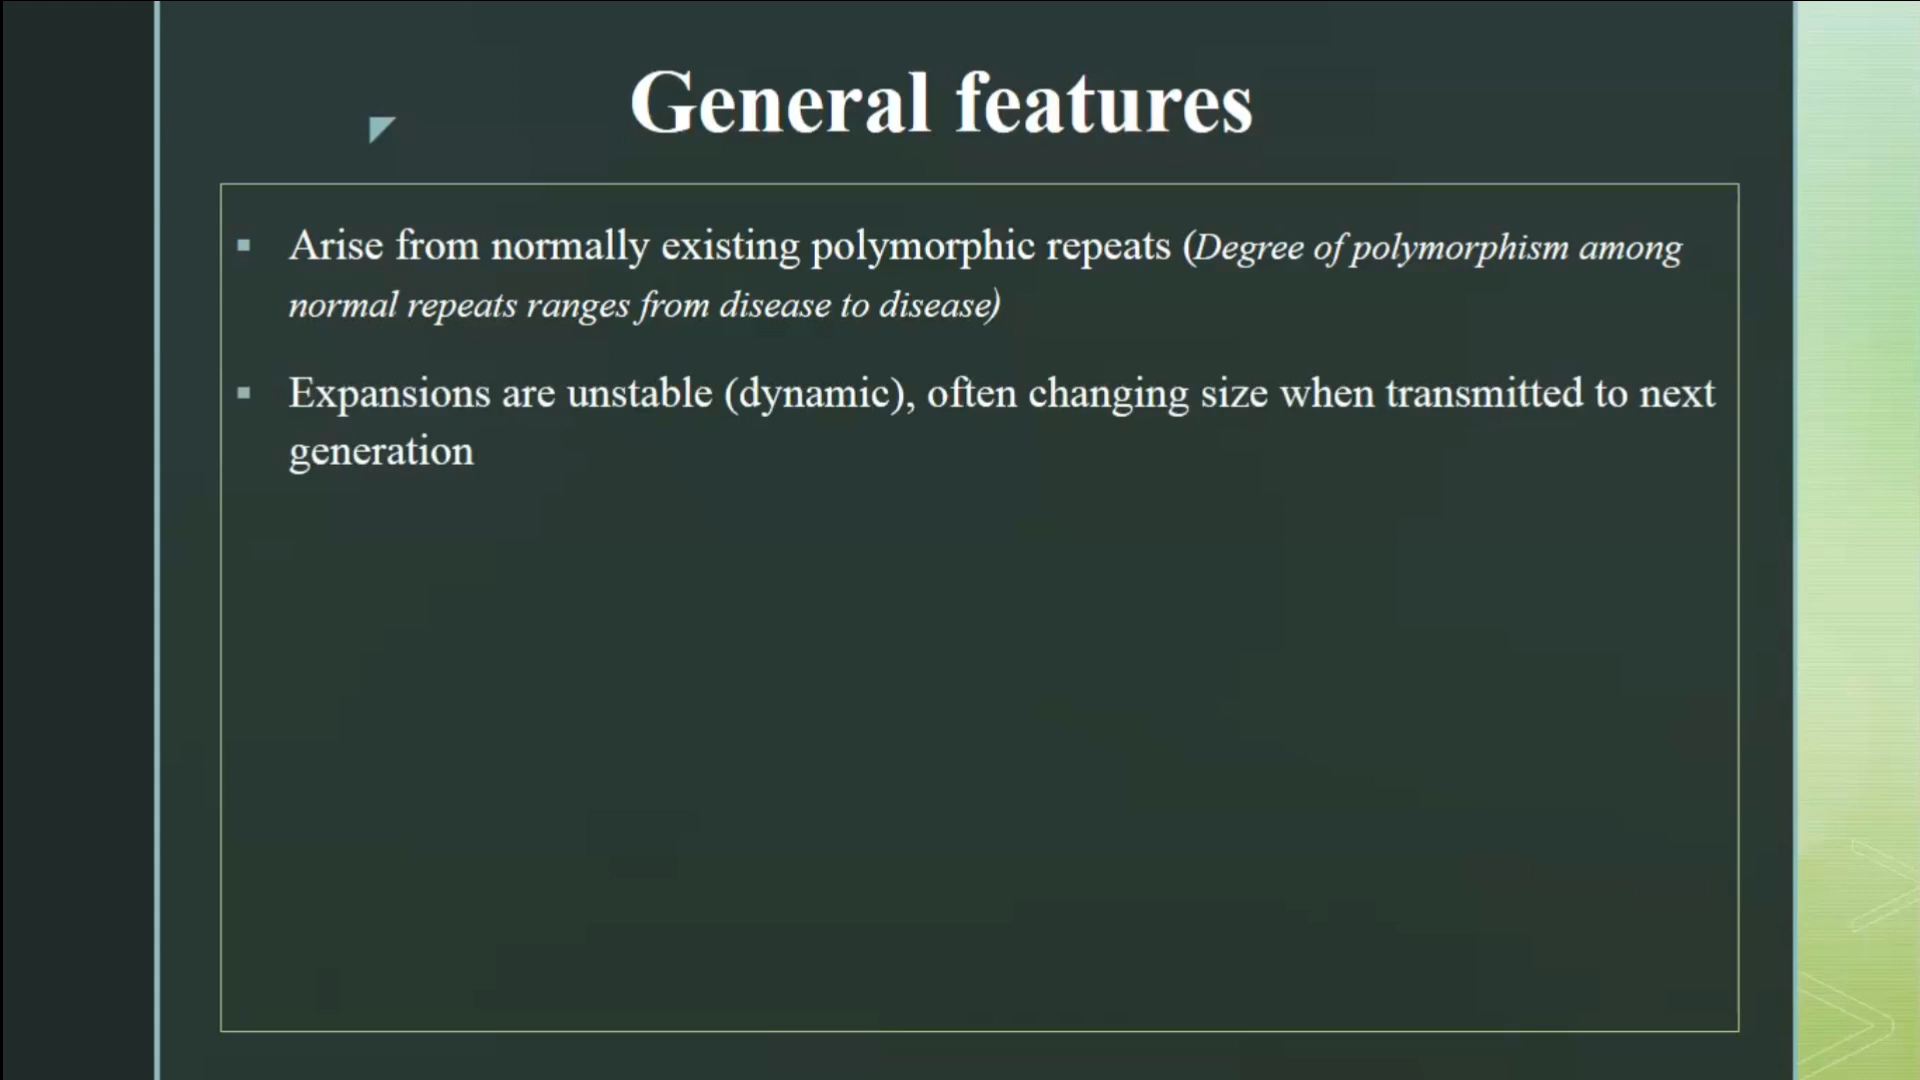 General features
▪ Arise from normally existing polymorphic repeats (Degree of polymorphism among
normal repeats ranges from disease to disease)
▪ Expansions are unstable (dynamic), often changing size when transmitted to next
generation